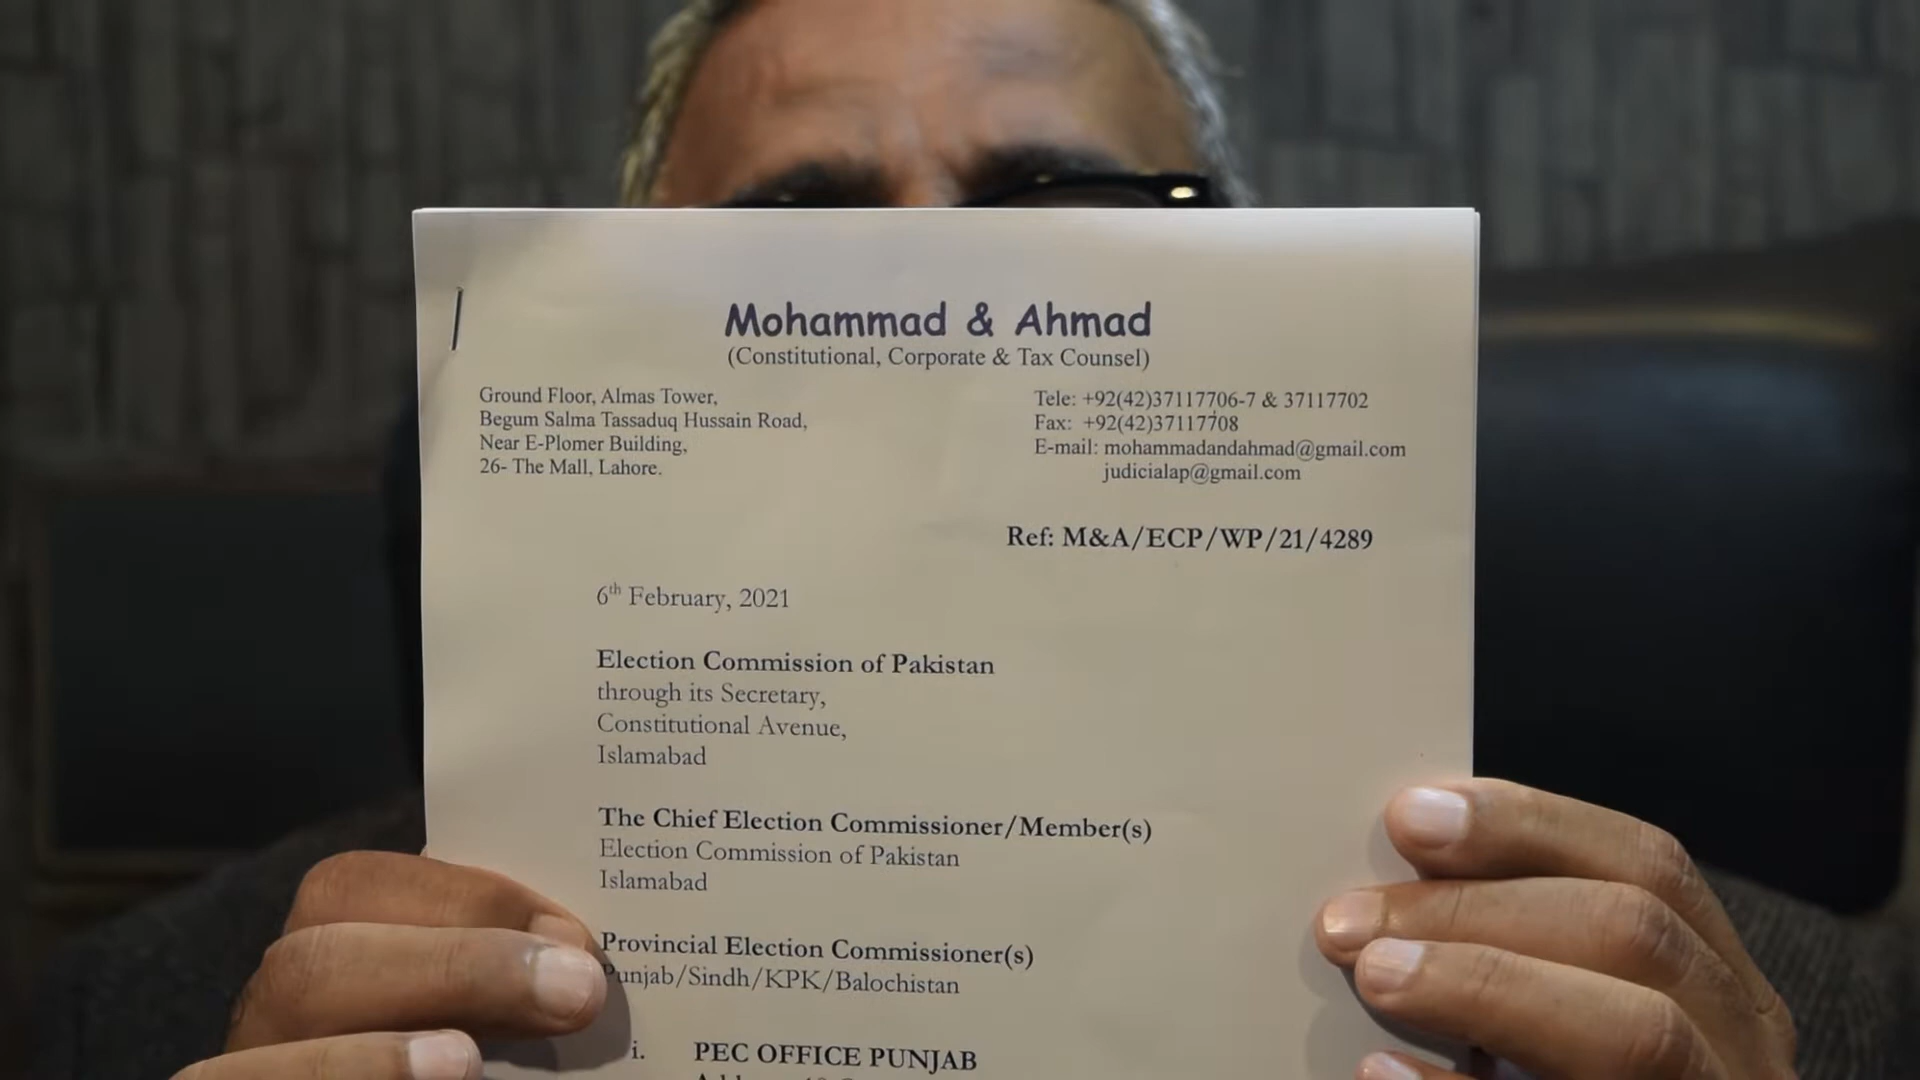 Mohammad & Ahmad
(Constitutional, Corporate & Tax Counsel)
Ground Floor, Almas Tower,
Begum Salma Tassaduq Hussain Road,
Near E-Plomer Building,
26- The Mall, Lahore.
Tele: +92(42)37117706-7 & 37117702
Fax: +92(42)37117708
E-mail: mohammadandahmad@gmail.com
judicialap@gmail.com
Ref: M&A/ECP/WP/21/4289
6th February, 2021
Election Commission of Pakistan
through its Secretary,
Constitutional Avenue,
Islamabad
The Chief Election Commissioner/Member(s)
Election Commission of Pakistan
Islamabad
Provincial Election Commissioner(s)
Punjab/Sindh/KPK/Balochistan
i. PEC OFFICE PUNJAB